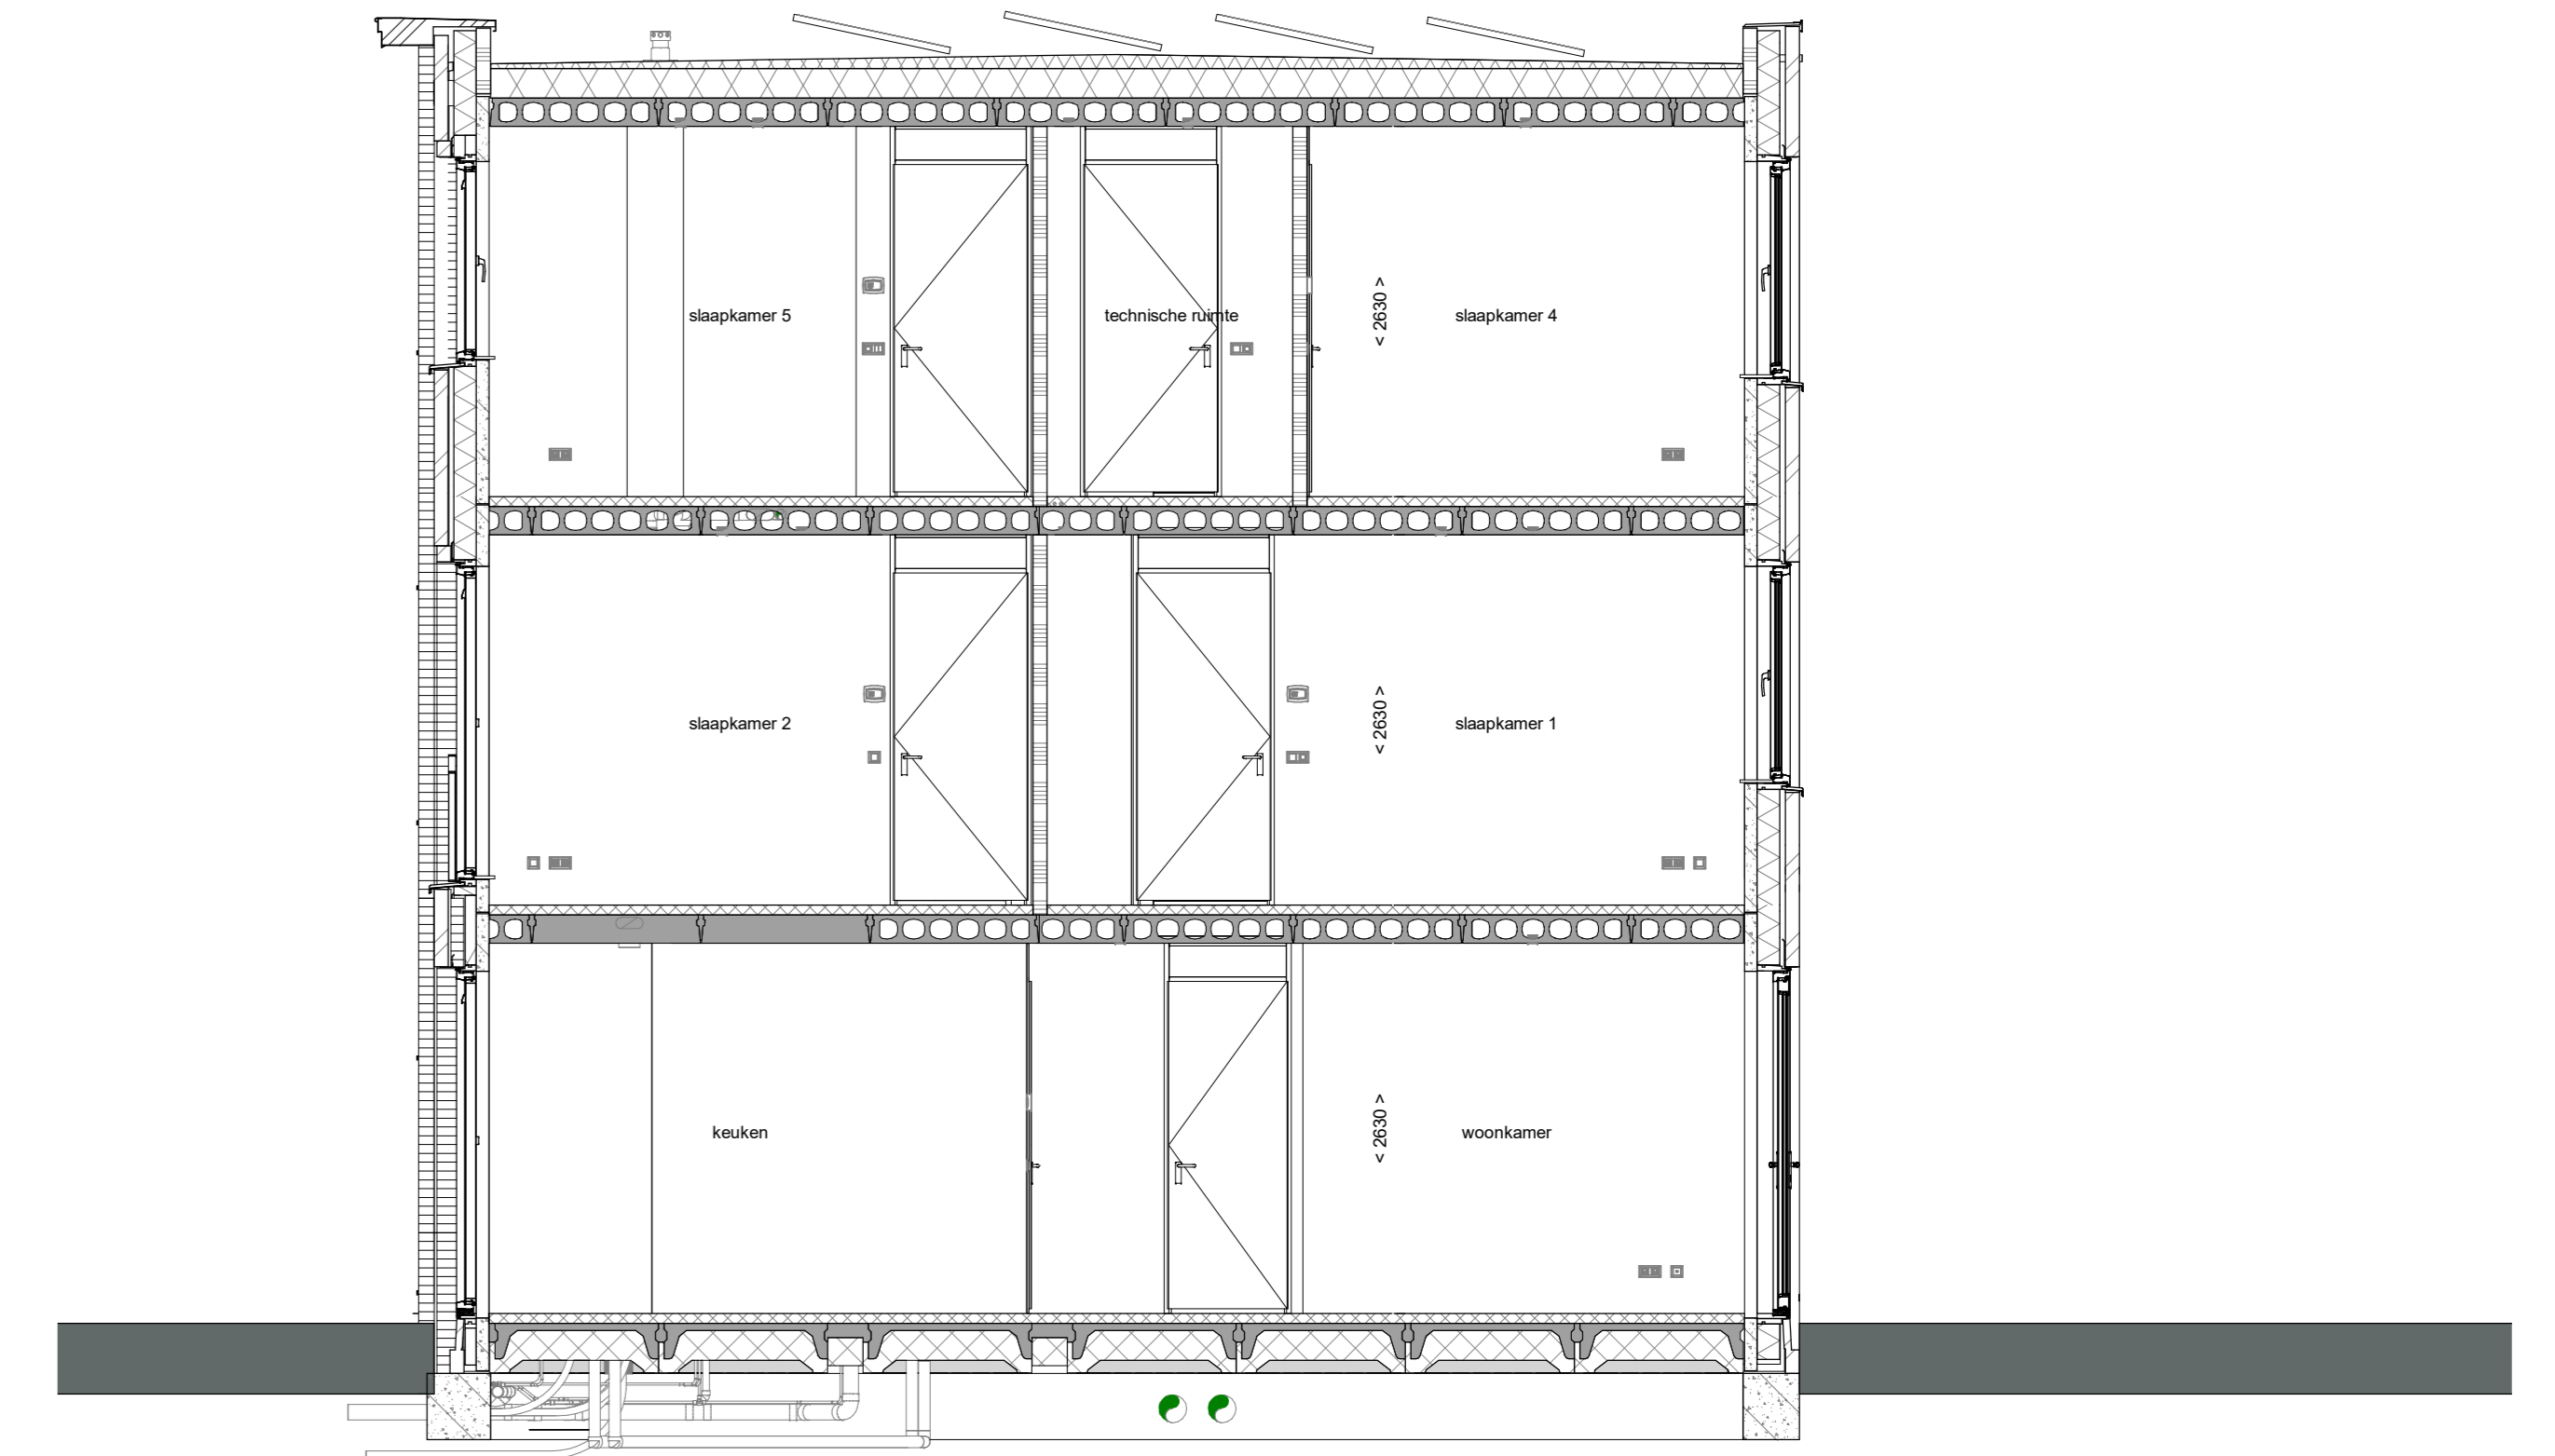 slaapkamer 5
technische ruimte
< 2630 >
slaapkamer 4
slaapkamer 2
< 2630 >
slaapkamer 1
keuken
< 2630 >
woonkamer